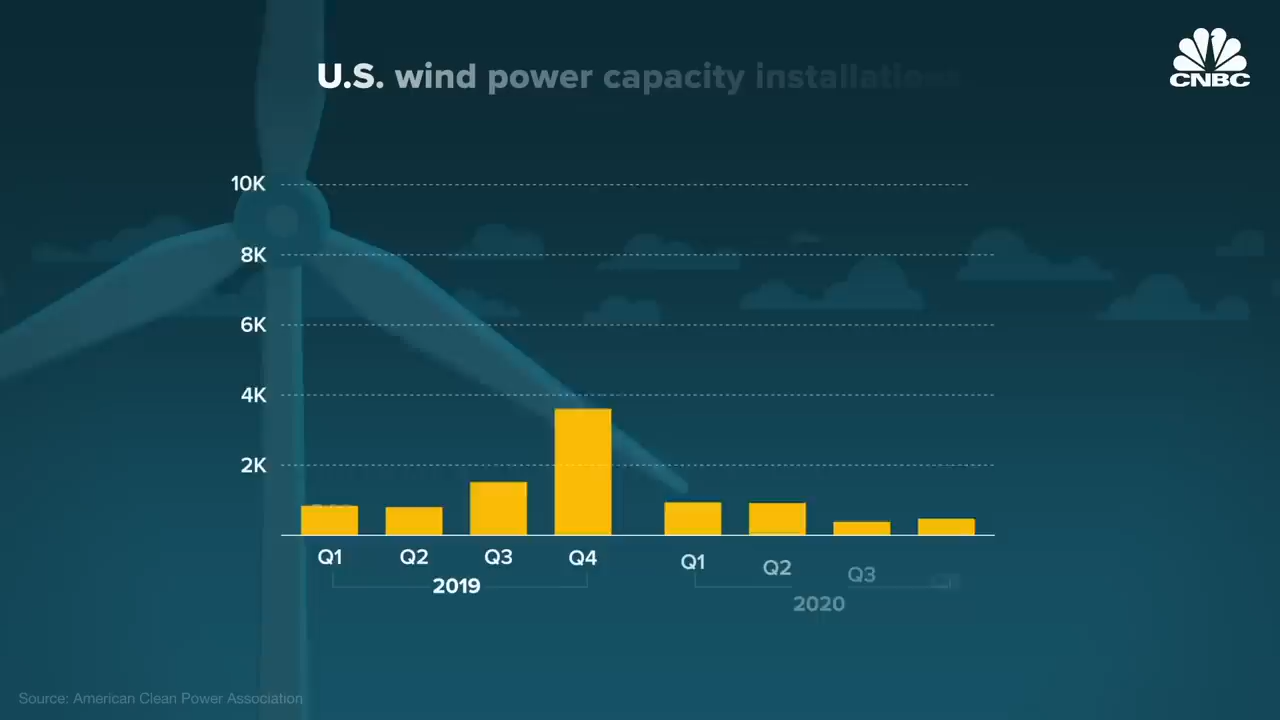 U.S. wind power capacity installations
CNBC
10K
8K
6K
4K
2K
Q1 Q2 Q3 Q4 Q1 Q2 Q3
2019 2020
Source: American Clean Power Association